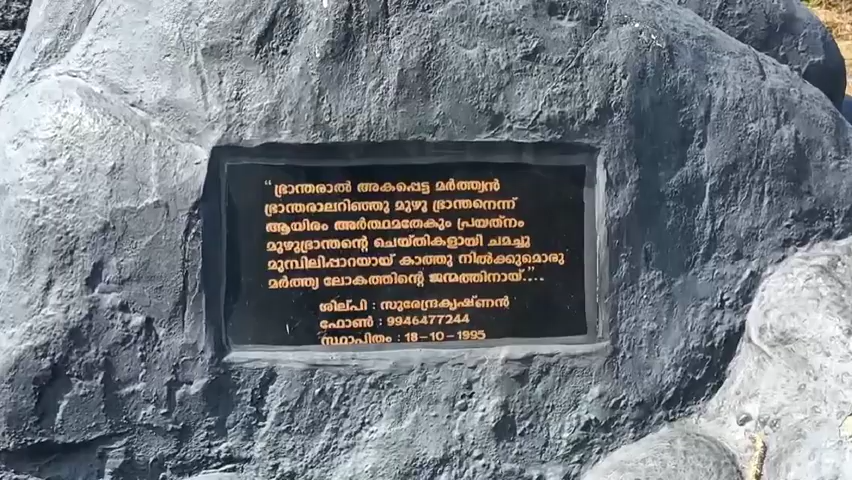 “ഭ്രാന്തരാൽ അകപ്പെട്ട മർത്ത്യൻ
ഭ്രാന്തരാലറിഞ്ഞു മുഴു ഭ്രാന്തനെന്ന്
ആയിരം അർത്ഥമതേകും പ്രയത്നം
മുഴുഭ്രാന്തന്റെ ചെയ്തികളായി ചമച്ചു
മുമ്പിലിപ്പാറയായ് കാത്തു നിൽക്കുമൊരു
മർത്ത്യ ലോകത്തിന്റെ ജന്മത്തിനായ്”...
ശില്പി : സുരേന്ദ്രകൃഷ്ണൻ
ഫോൺ : 9946477244
സ്ഥാപിതം : 18-10-1995